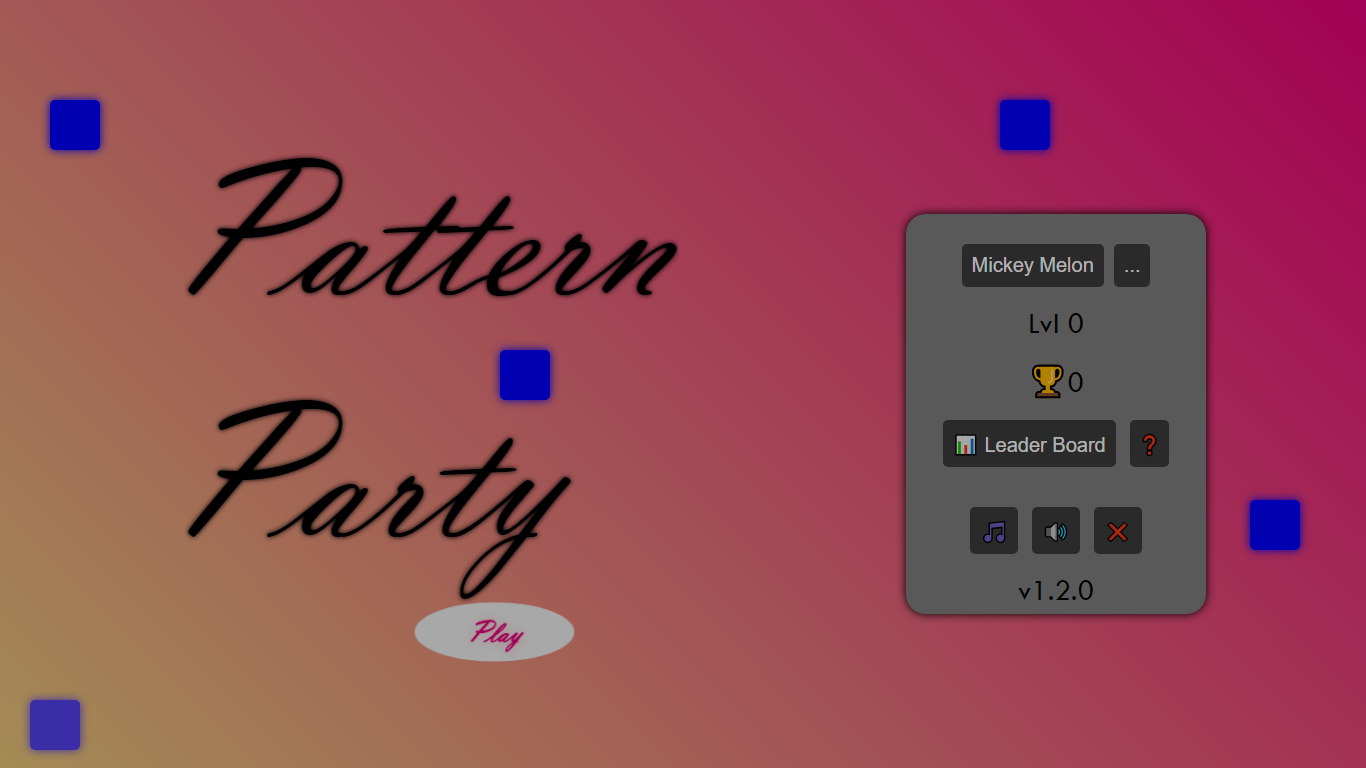 Pattern
Party
Play
Mickey Melon ...
Lvl 0
0
Leader Board ?
v1.2.0